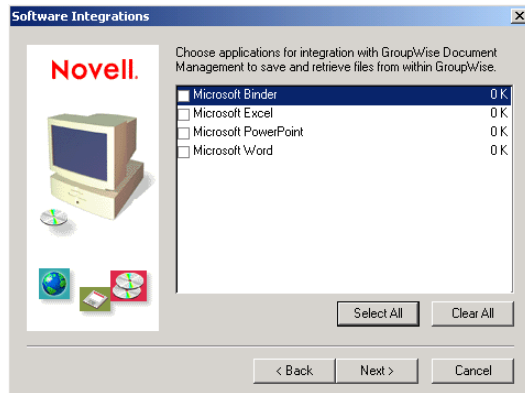 Software Integrations
Novell.
Choose applications for integration with GroupWise Document
Management to save and retrieve files from within GroupWise.
Microsoft Binder 0 K
Microsoft Excel 0 K
Microsoft PowerPoint 0 K
Microsoft Word 0 K
Select All Clear All
< Back Next > Cancel